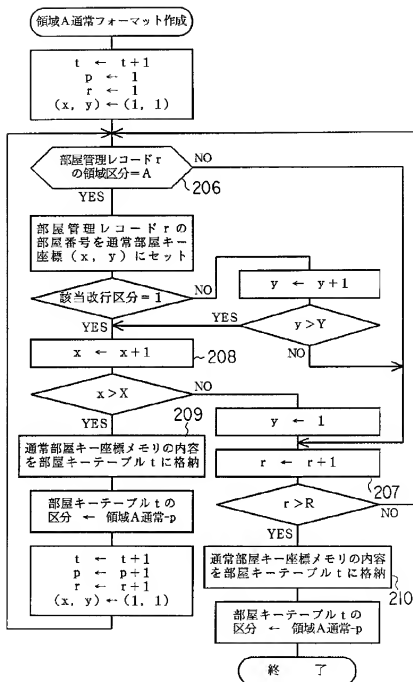 領域A通常フォーマット作成
t ← t+1
p ← 1
r ← 1
(x, y)←(1, 1)
部屋管理レコードr
の領域区分=A
NO
206
YES
部屋管理レコードrの
部屋番号を通常部屋キー
座標(x, y)にセット
該当改行区分=1
NO
y ← y+1
YES
YES
y>Y
NO
x ← x+1
208
x>X
NO
YES
209
y ← 1
通常部屋キー座標メモリの内容
を部屋キーテーブルtに格納
r ← r+1
207
部屋キーテーブルtの
区分 ← 領域A通常-p
r>R
NO
YES
t ← t+1
p ← p+1
r ← r+1
(x, y)←(1, 1)
通常部屋キー座標メモリの内容
を部屋キーテーブルtに格納
210
部屋キーテーブルtの
区分 ← 領域A通常-p
終 了